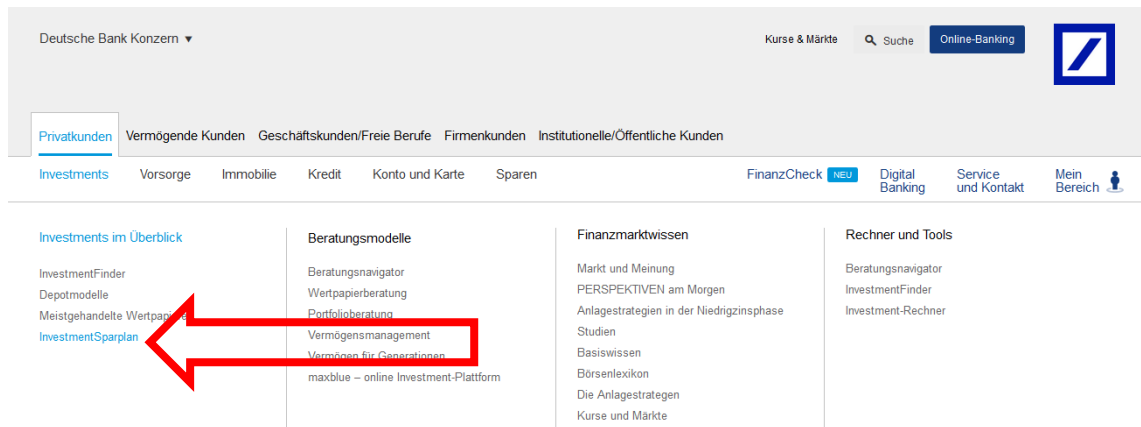 Deutsche Bank Konzern ▼
Kurse & Märkte
Suche
Online-Banking
Privatkunden Vermögende Kunden Geschäftskunden/Freie Berufe Firmenkunden Institutionelle/Öffentliche Kunden
Investments Vorsorge Immobilie Kredit Konto und Karte Sparen
FinanzCheck NEU
Digital
Banking
Service
und Kontakt
Mein
Bereich
Investments im Überblick
InvestmentFinder
Depotmodelle
Meistgehandelte Wertpapiere
InvestmentSparplan
Beratungsmodelle
Beratungsnavigator
Wertpapierberatung
Portfolioberatung
Vermögensmanagement
Vermögen für Generationen
maxblue – online Investment-Plattform
Finanzmarktwissen
Markt und Meinung
PERSPEKTIVEN am Morgen
Anlagestrategien in der Niedrigzinsphase
Studien
Basiswissen
Börsenlexikon
Die Anlagestrategen
Kurse und Märkte
Rechner und Tools
Beratungsnavigator
InvestmentFinder
Investment-Rechner